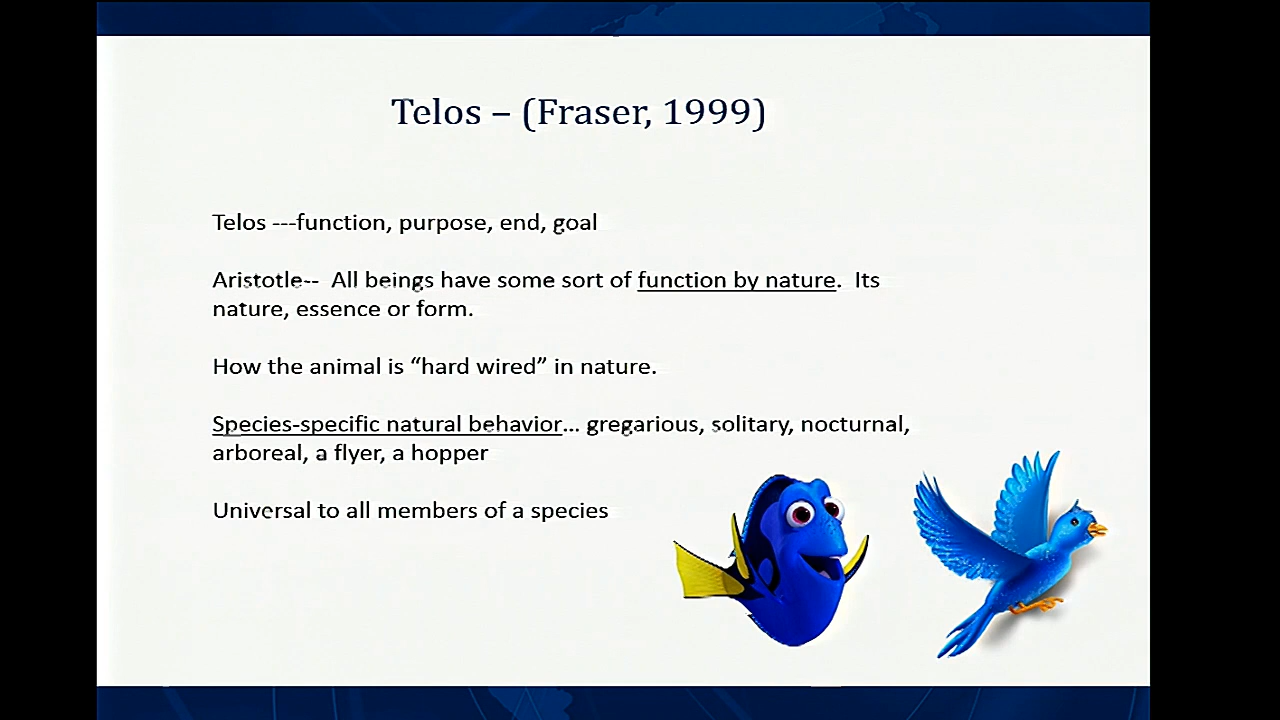 Telos – (Fraser, 1999)
Telos ---function, purpose, end, goal
Aristotle--  All beings have some sort of function by nature.  Its
nature, essence or form.
How the animal is “hard wired” in nature.
Species-specific natural behavior... gregarious, solitary, nocturnal,
arboreal, a flyer, a hopper
Universal to all members of a species